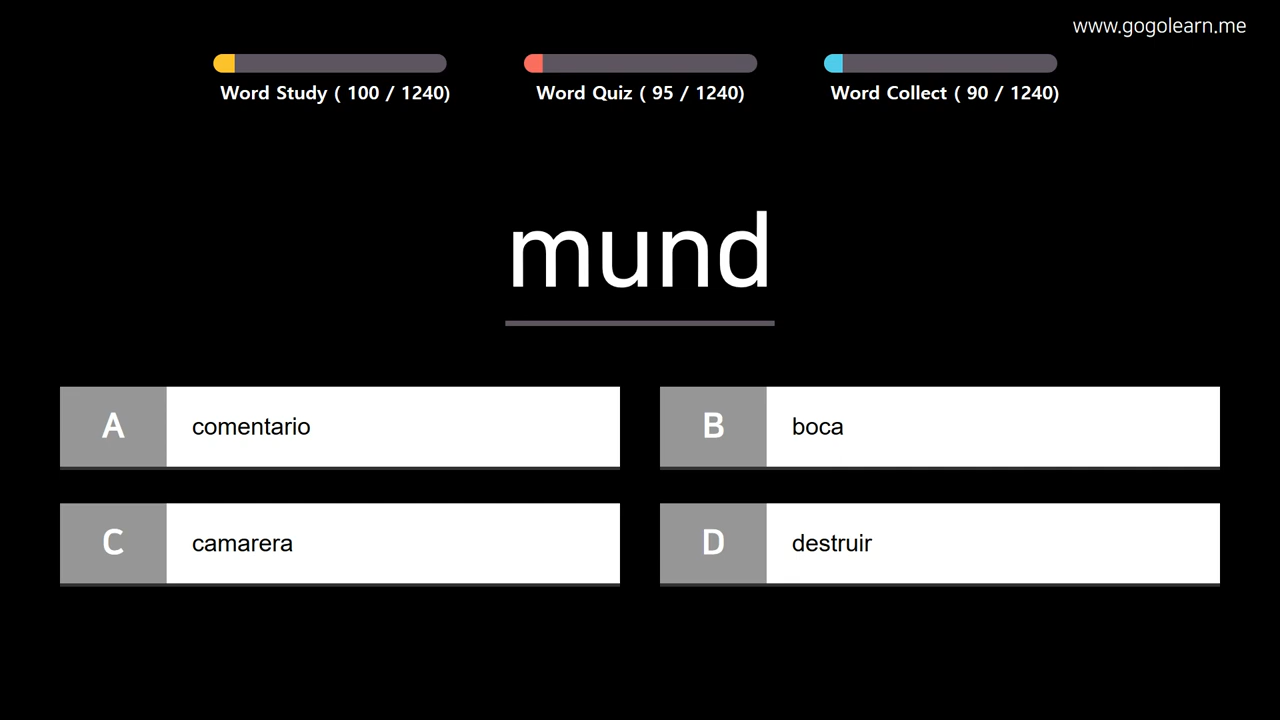 www.gogolearn.me
Word Study ( 100 / 1240)
Word Quiz ( 95 / 1240)
Word Collect ( 90 / 1240)
mund
A comentario
B boca
C camarera
D destruir